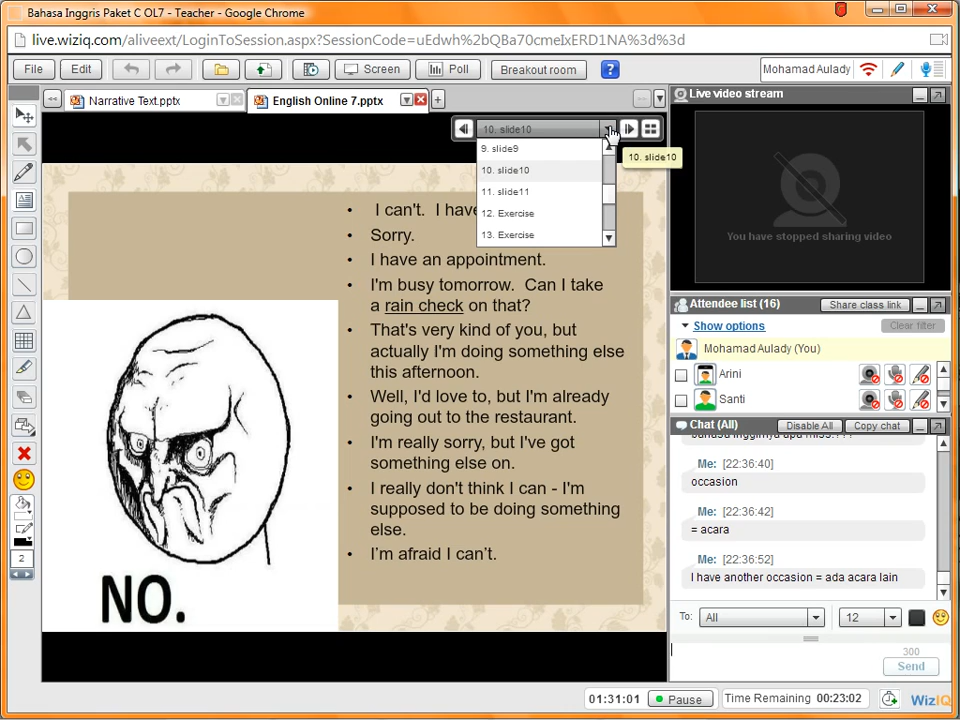 Bahasa Inggris Paket C OL7 - Teacher - Google Chrome
live.wiziq.com/aliveext/LoginToSession.aspx?SessionCode=uEdwh%2bQBa70cmeIxERD1NA%3d%3d
File
Edit
Screen
Poll
Breakout room
?
Mohamad Aulady
Narrative Text.pptx
English Online 7.pptx
10. slide10
9. slide9
10. slide10
11. slide11
12. Exercise
13. Exercise
10. slide10
• I can't. I have
• Sorry.
• I have an appointment.
• I'm busy tomorrow. Can I take
a rain check on that?
• That's very kind of you, but
actually I'm doing something else
this afternoon.
• Well, I'd love to, but I'm already
going out to the restaurant.
• I'm really sorry, but I've got
something else on.
• I really don't think I can - I'm
supposed to be doing something
else.
• I'm afraid I can't.
NO.
2
Live video stream
You have stopped sharing video
Attendee list (16)
Share class link
Show options
Clear filter
Mohamad Aulady (You)
Arini
Santi
Chat (All)
Disable All
Copy chat
Me: [22:36:40]
occasion
Me: [22:36:42]
= acara
Me: [22:36:52]
I have another occasion = ada acara lain
To:
All
12
300
Send
01:31:01
Pause
Time Remaining
00:23:02
WizIQ